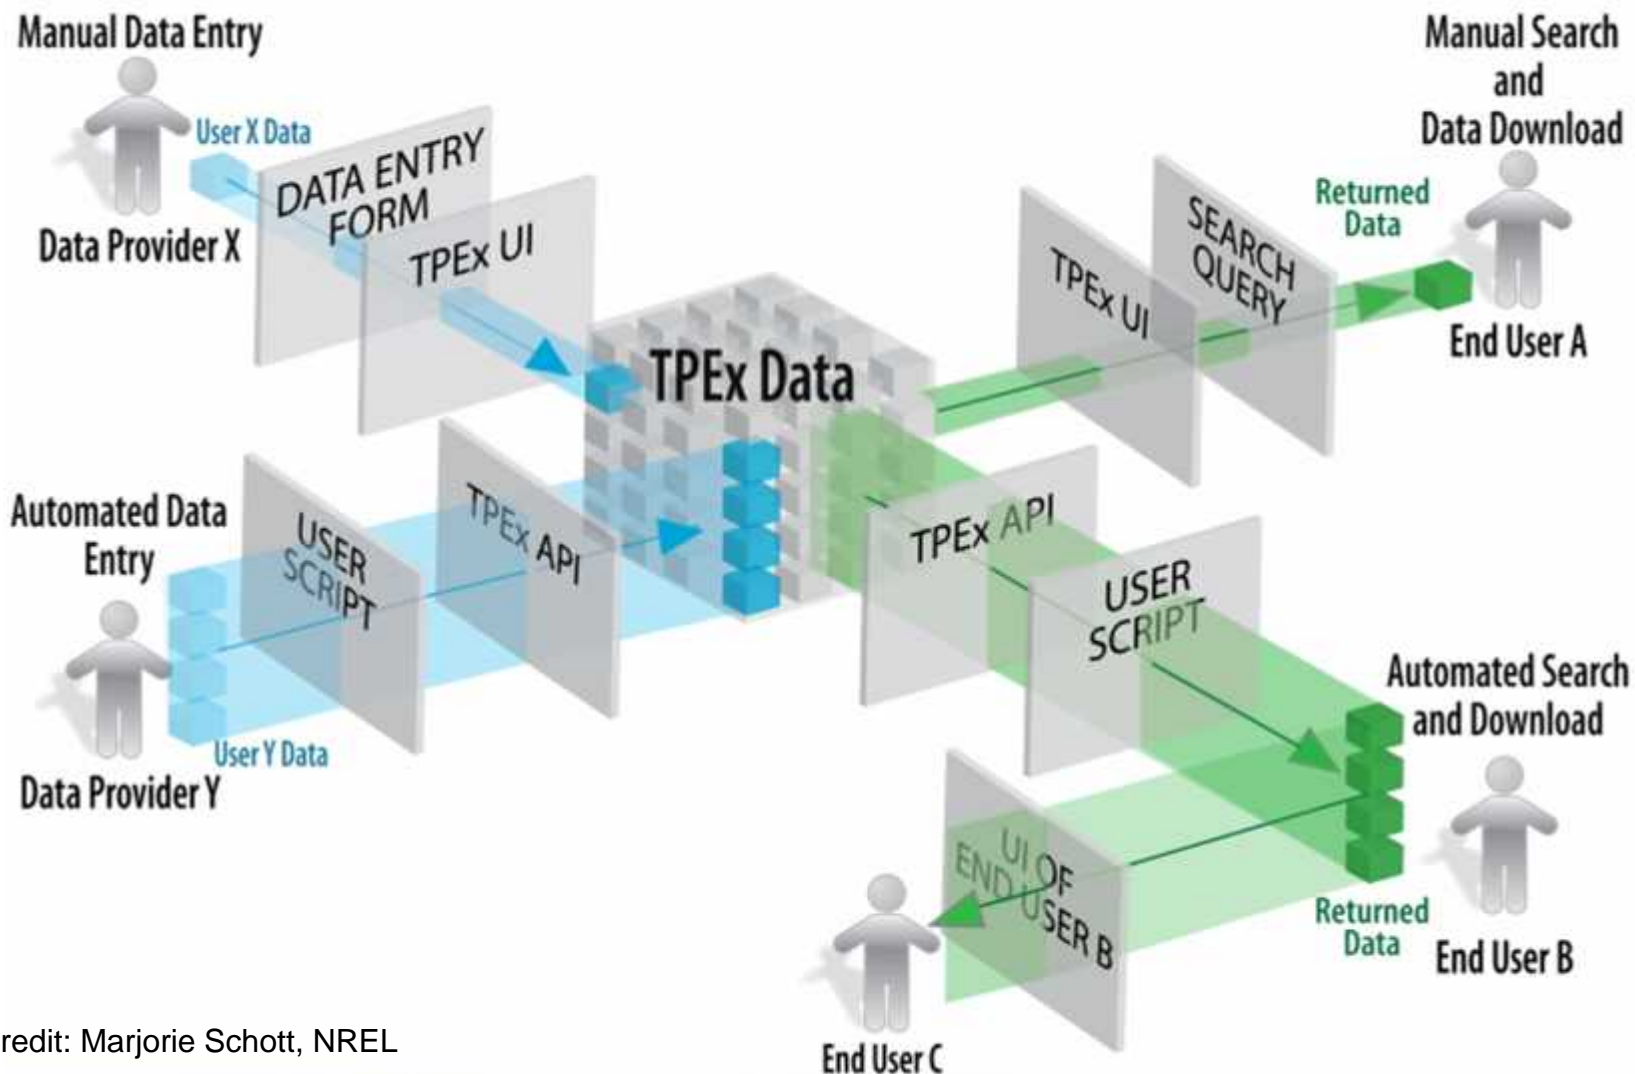 Manual Data Entry
User X Data
Data Provider X
DATA ENTRY
FORM
TPEx UI
Manual Search
and
Data Download
Returned
Data
SEARCH
QUERY
TPEx UI
End User A
TPEx Data
Automated Data
Entry
USER
SCRIPT
TPEx API
User Y Data
Data Provider Y
TPEx API
USER
SCRIPT
Automated Search
and Download
Returned
Data
End User B
UI OF
END USER B
End User C
redit: Marjorie Schott, NREL